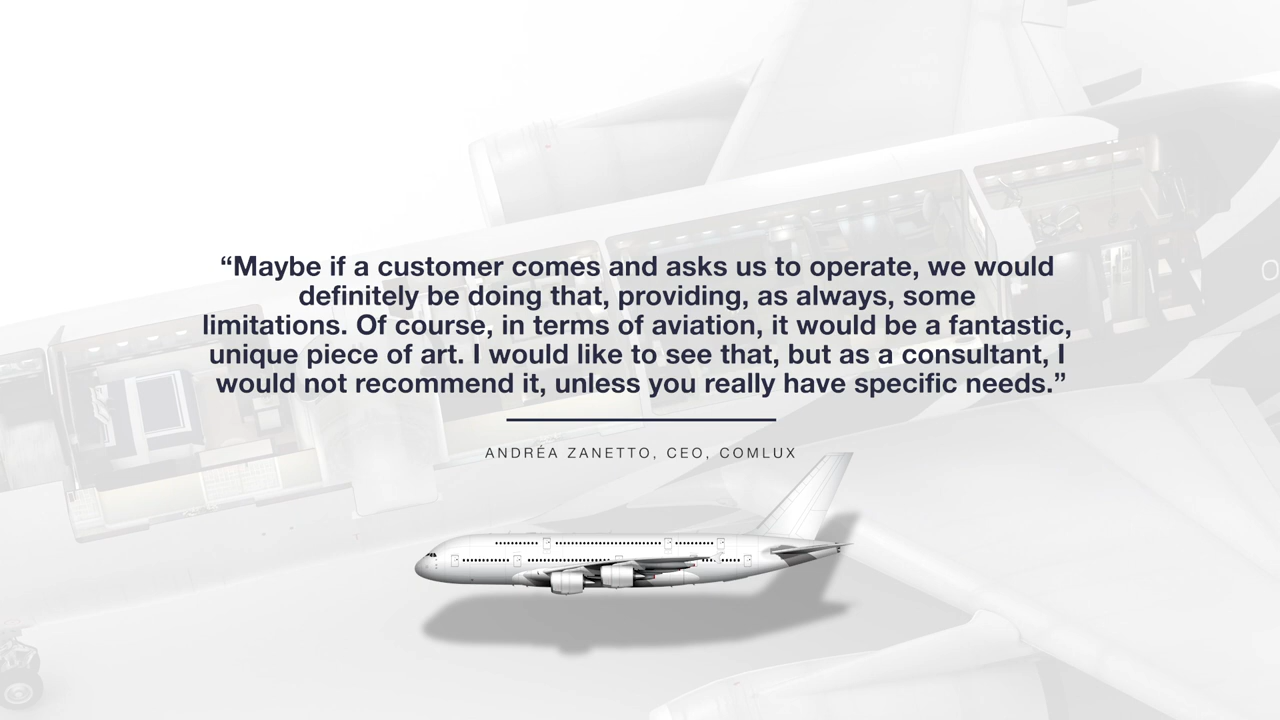 “Maybe if a customer comes and asks us to operate, we would
definitely be doing that, providing, as always, some
limitations. Of course, in terms of aviation, it would be a fantastic,
unique piece of art. I would like to see that, but as a consultant, I
would not recommend it, unless you really have specific needs.”
ANDRÉA ZANETTO, CEO, COMLUX